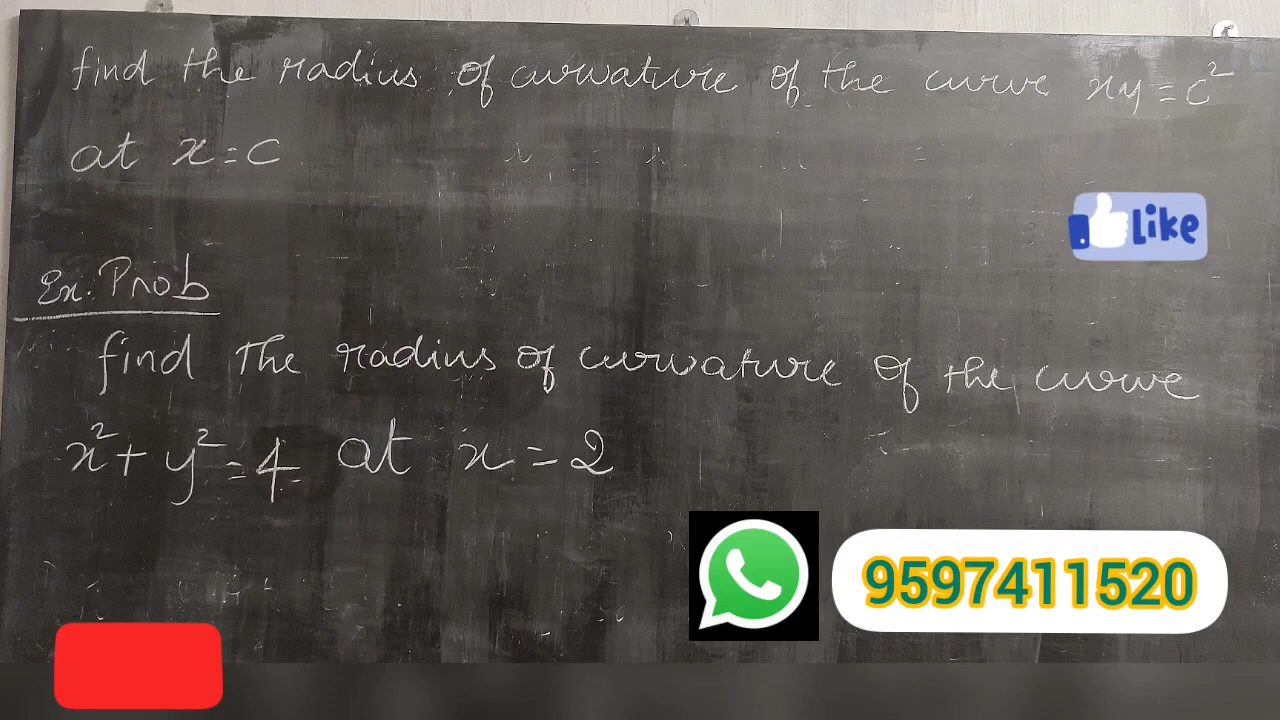 find the radius of curvature of the curve xy = c²
at x = c
Like
Ex. Prob
find the radius of curvature of the curve
x² + y² = 4 at x = 2
9597411520